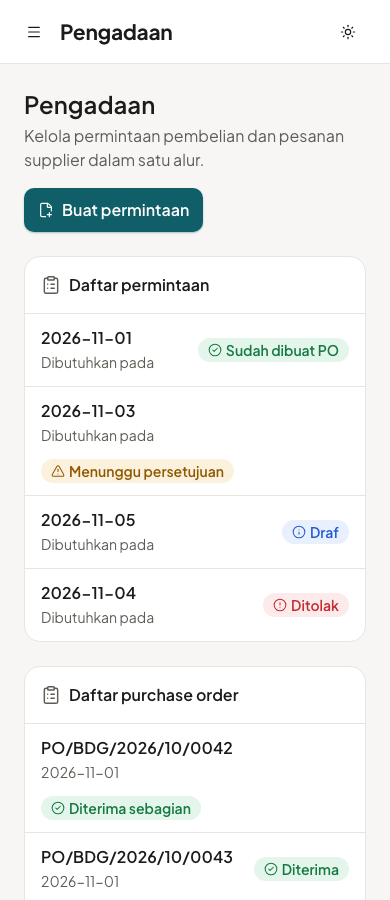 Pengadaan
Pengadaan
Kelola permintaan pembelian dan pesanan
supplier dalam satu alur.
Buat permintaan
Daftar permintaan
2026-11-01
Dibutuhkan pada
Sudah dibuat PO
2026-11-03
Dibutuhkan pada
Menunggu persetujuan
2026-11-05
Dibutuhkan pada
Draf
2026-11-04
Dibutuhkan pada
Ditolak
Daftar purchase order
PO/BDG/2026/10/0042
2026-11-01
Diterima sebagian
PO/BDG/2026/10/0043
2026-11-01
Diterima